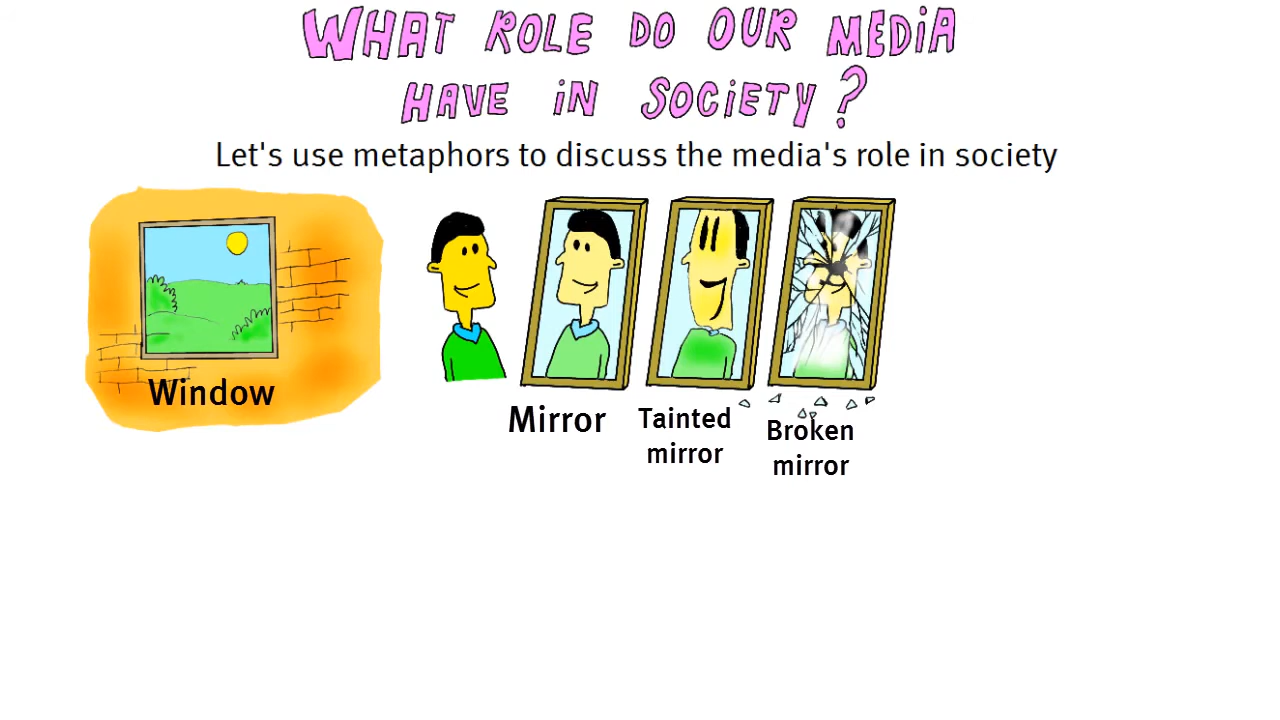 WHAT ROLE DO OUR MEDiA
HAVE iN SOCiETY?
Let's use metaphors to discuss the media's role in society
Window
Mirror
Tainted
mirror
Broken
mirror